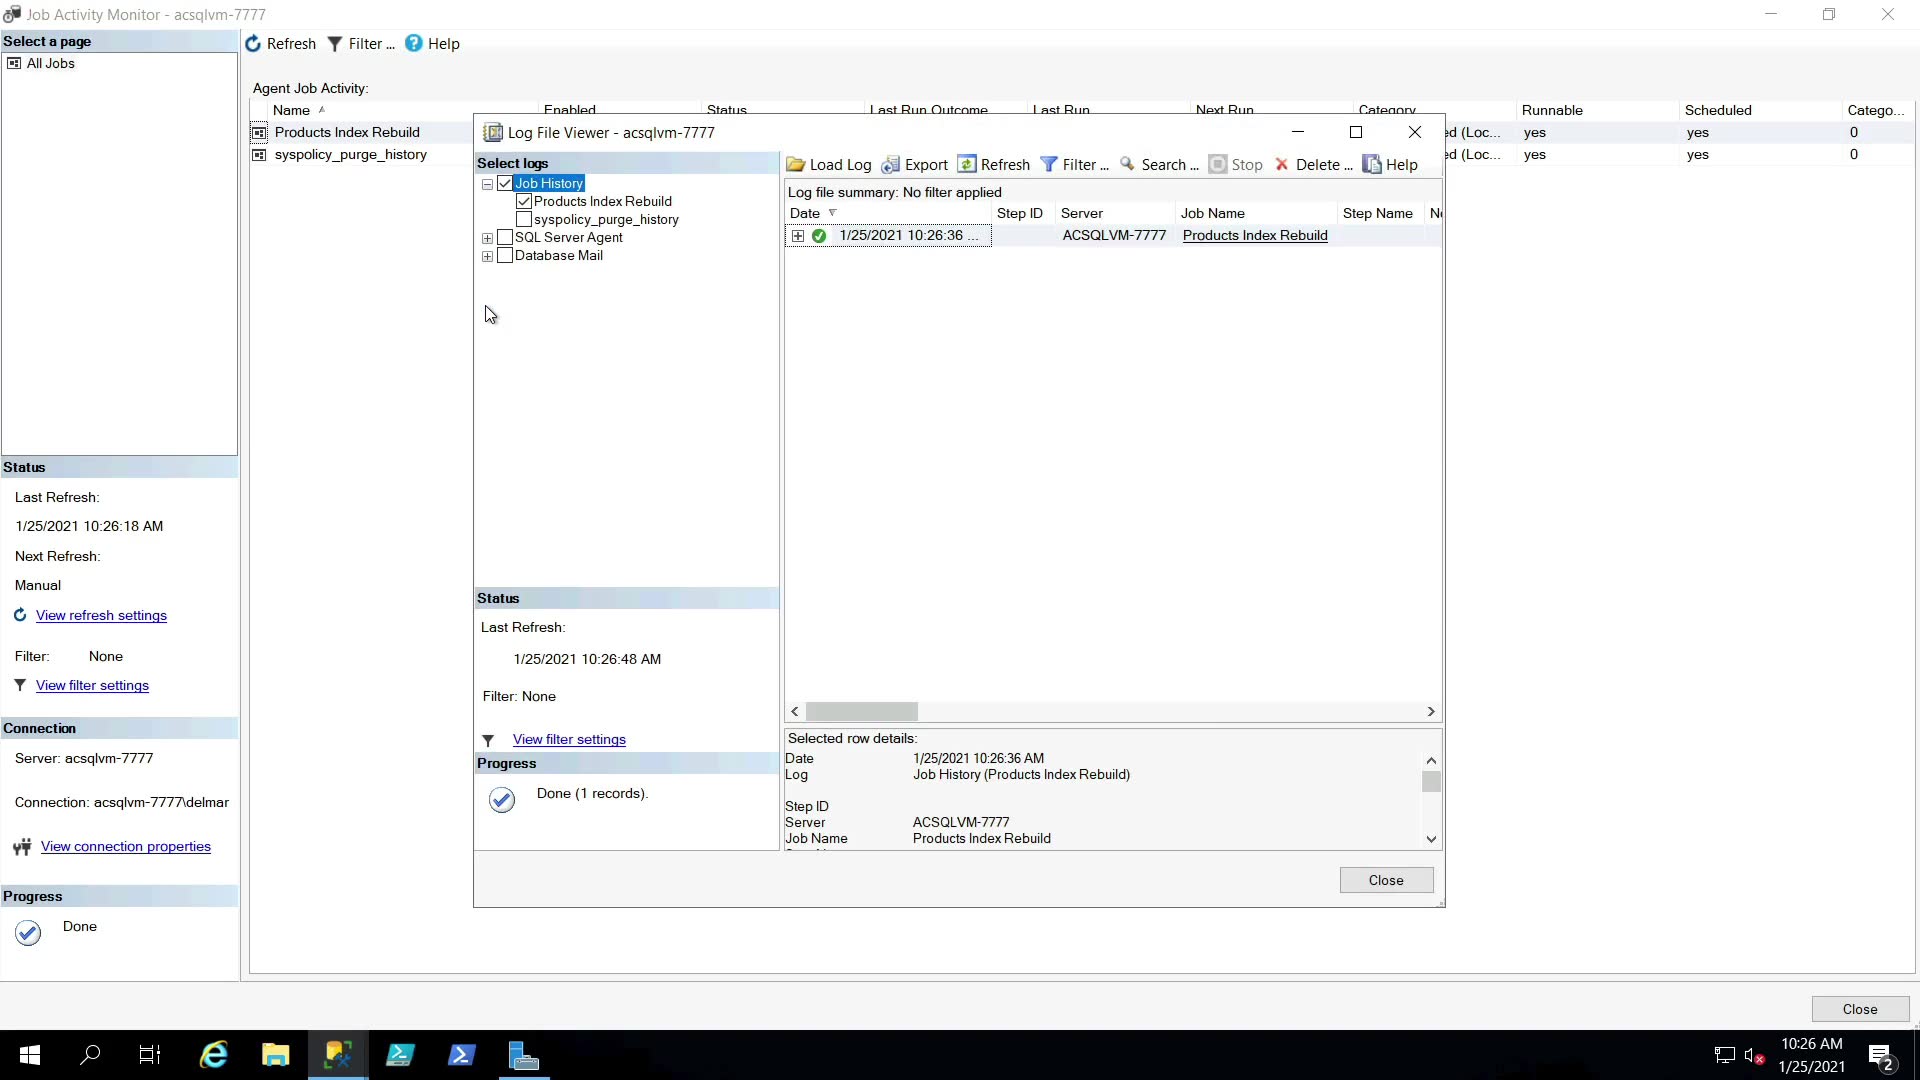 Job Activity Monitor - acsqlvm-7777
Select a page
All Jobs
Refresh Filter ... Help
Agent Job Activity:
Name Enabled Status Last Run Outcome Last Run Next Run Category Runnable Scheduled Catego...
Products Index Rebuild ed (Loc... yes yes 0
syspolicy_purge_history ed (Loc... yes yes 0
Status
Last Refresh:
1/25/2021 10:26:18 AM
Next Refresh:
Manual
View refresh settings
Filter: None
View filter settings
Connection
Server: acsqlvm-7777
Connection: acsqlvm-7777\delmar
View connection properties
Progress
Done
Log File Viewer - acsqlvm-7777
Select logs
Job History
Products Index Rebuild
syspolicy_purge_history
SQL Server Agent
Database Mail
Status
Last Refresh:
1/25/2021 10:26:48 AM
Filter: None
View filter settings
Progress
Done (1 records).
Load Log Export Refresh Filter ... Search ... Stop Delete ... Help
Log file summary: No filter applied
Date Step ID Server Job Name Step Name
1/25/2021 10:26:36 ... ACSQLVM-7777 Products Index Rebuild
Selected row details:
Date 1/25/2021 10:26:36 AM
Log Job History (Products Index Rebuild)
Step ID
Server ACSQLVM-7777
Job Name Products Index Rebuild
Close
Close
10:26 AM
1/25/2021
2